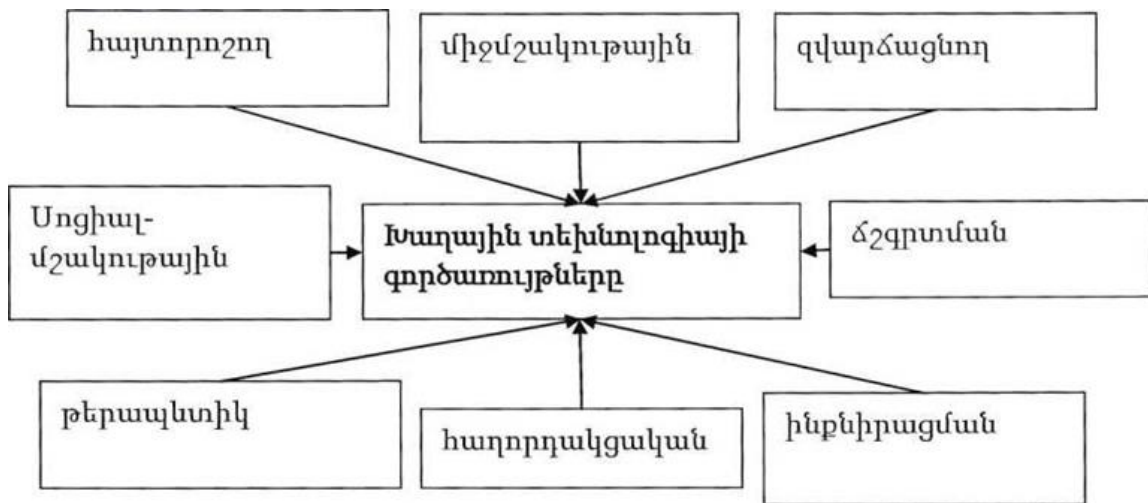 հայտորոշող
միջմշակութային
զվարճացնող
Սոցիալ-
մշակութային
Խաղային տեխնոլոգիայի
գործառույթները
ճշգրտման
թերապևտիկ
հաղորդակցական
ինքնիրացման